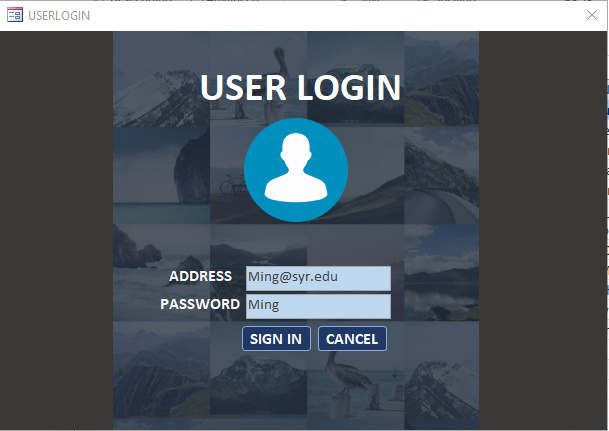 USERLOGIN
USER LOGIN
ADDRESS Ming@syr.edu
PASSWORD Ming
SIGN IN CANCEL